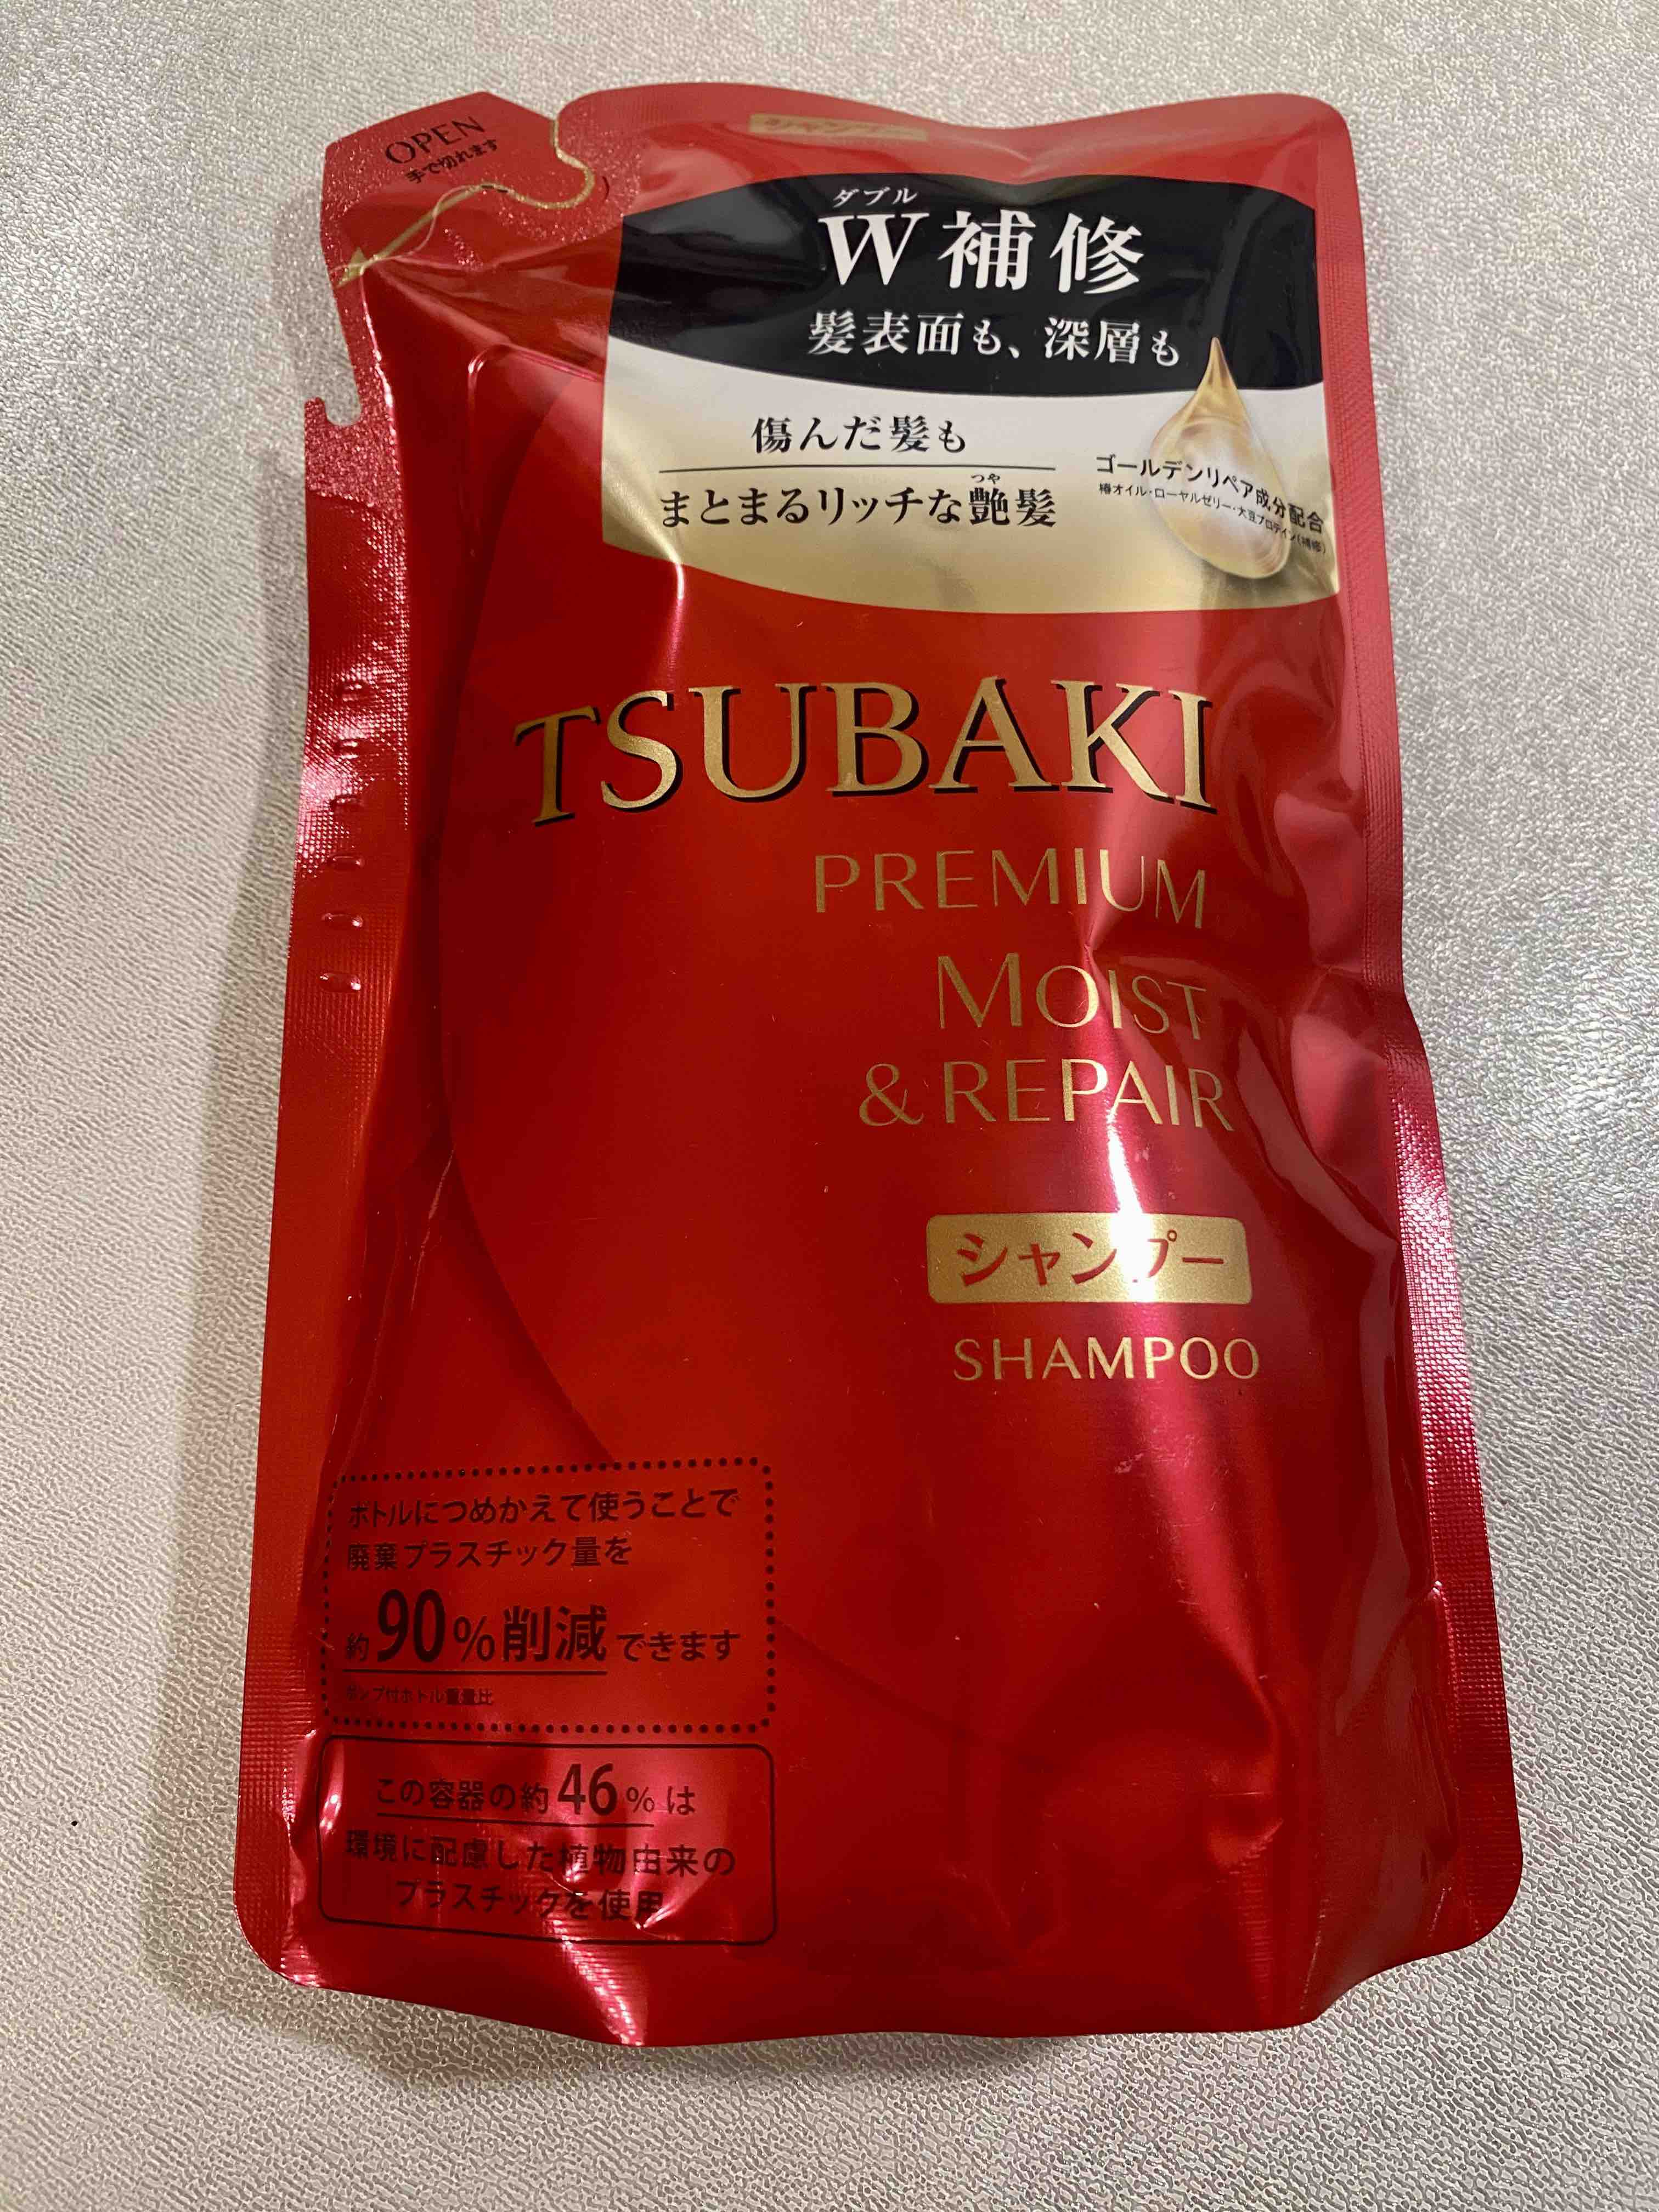 OPEN
手で切れます
シャンプー
ダブル
W補修
髪表面も、深層も
傷んだ髪も
つや
まとまるリッチな艶髪
ゴールデンリペア成分配合
椿オイル・ローヤルゼリー・大豆プロテイン(補修)
TSUBAKI
PREMIUM
MOIST
& REPAIR
シャンプー
SHAMPOO
ボトルにつめかえて使うことで
廃棄プラスチック量を
約90%削減できます
ポンプ付ボトル重量比
この容器の約46%は
環境に配慮した植物由来の
プラスチックを使用